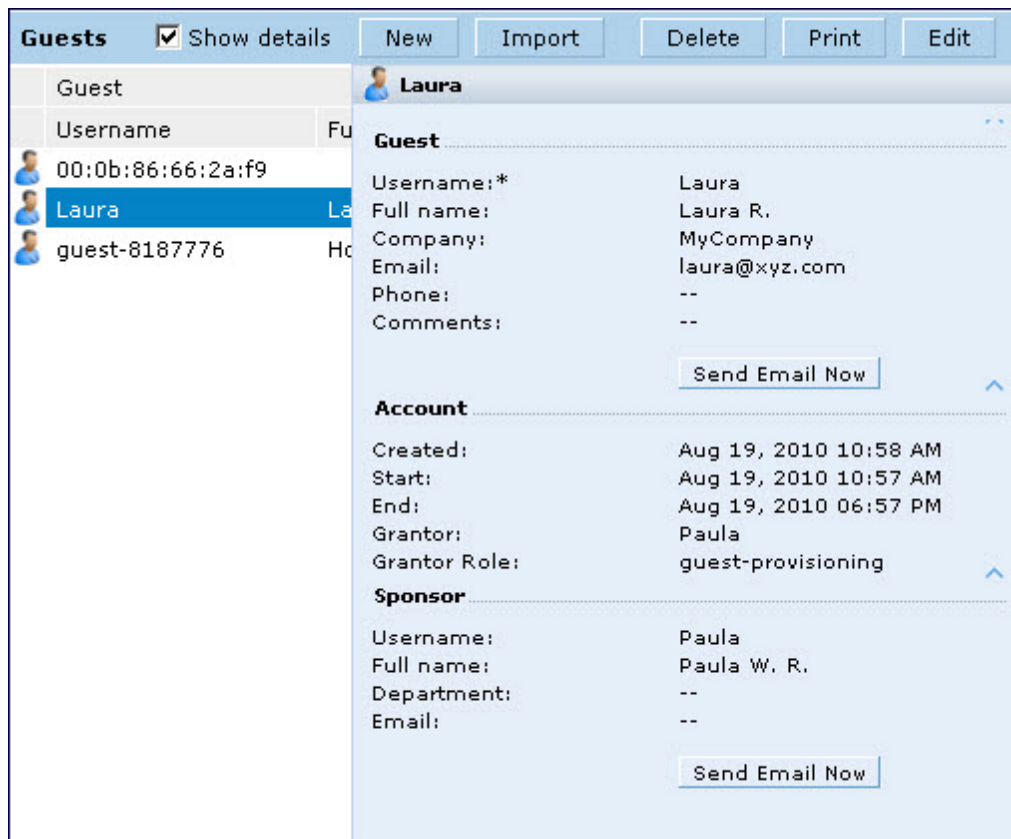 Guests Show details New Import Delete Print Edit
Guest
Username Fu
00:0b:86:66:2a:f9
Laura La
guest-8187776 Ho
Laura
Guest
Username:* Laura
Full name: Laura R.
Company: MyCompany
Email: laura@xyz.com
Phone: --
Comments: --
Send Email Now
Account
Created: Aug 19, 2010 10:58 AM
Start: Aug 19, 2010 10:57 AM
End: Aug 19, 2010 06:57 PM
Grantor: Paula
Grantor Role: guest-provisioning
Sponsor
Username: Paula
Full name: Paula W. R.
Department: --
Email: --
Send Email Now